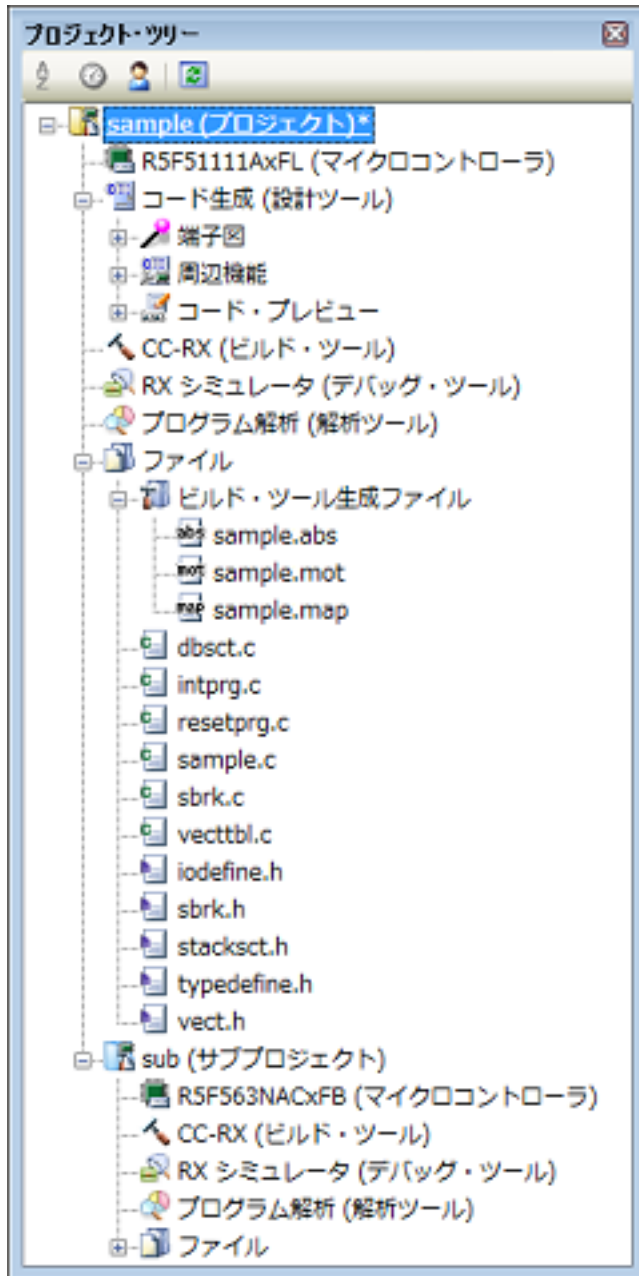 プロジェクト・ツリー
sample (プロジェクト)*
R5F51111AxFL (マイクロコントローラ)
コード生成 (設計ツール)
端子図
周辺機能
コード・プレビュー
CC-RX (ビルド・ツール)
RX シミュレータ (デバッグ・ツール)
プログラム解析 (解析ツール)
ファイル
ビルド・ツール生成ファイル
abs sample.abs
mot sample.mot
map sample.map
dbsct.c
intprg.c
resetprg.c
sample.c
sbrk.c
vecttbl.c
iodefine.h
sbrk.h
stacksct.h
typedefine.h
vect.h
sub (サブプロジェクト)
R5F563NACxFB (マイクロコントローラ)
CC-RX (ビルド・ツール)
RX シミュレータ (デバッグ・ツール)
プログラム解析 (解析ツール)
ファイル